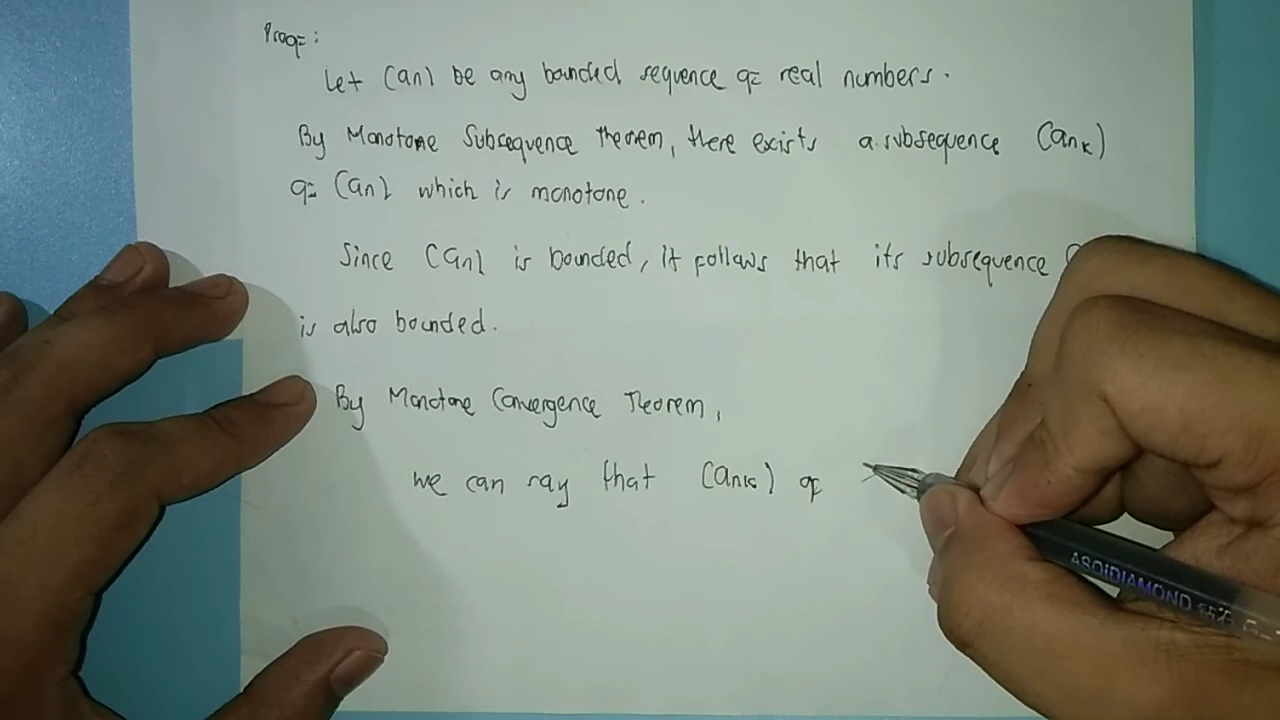 Proof:
Let (an) be any bounded sequence of real numbers.
By Monotone Subsequence Theorem, there exists a subsequence (ank)
of (an) which is monotone.
Since (an) is bounded, it follows that its subsequence (
is also bounded.
By Monotone Convergence Theorem,
we can say that (ank) of
ASOIDIAMOND